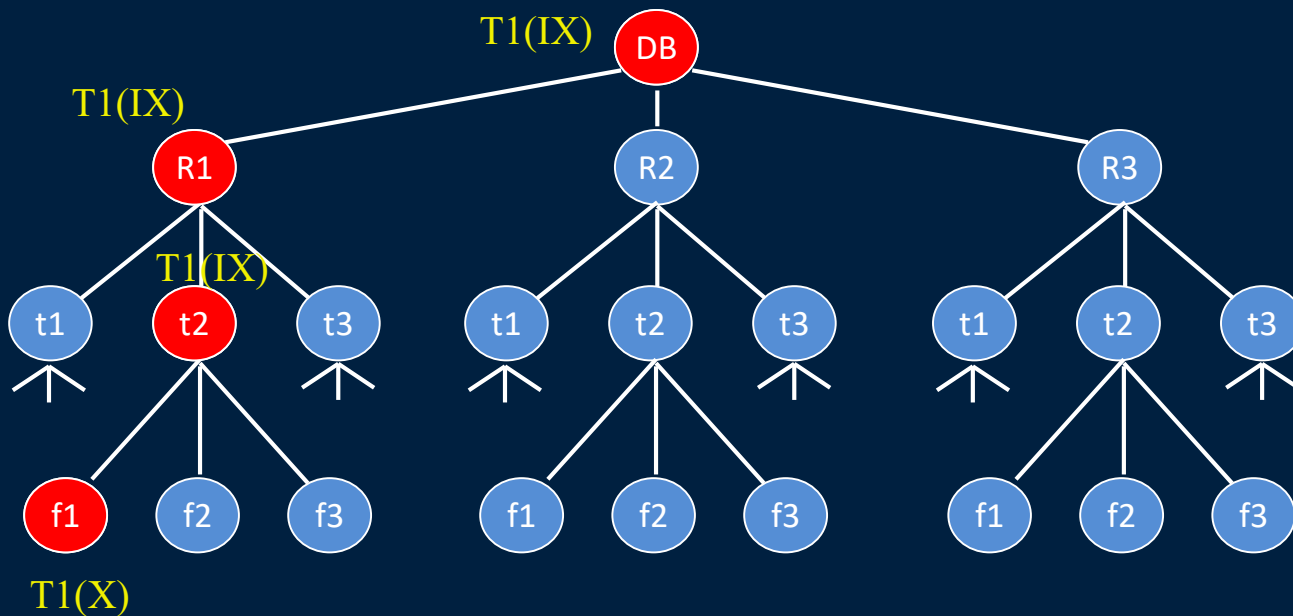 T1(IX) DB
T1(IX)
R1 R2 R3
T1(IX)
t1 t2 t3 t1 t2 t3 t1 t2 t3
f1 f2 f3 f1 f2 f3 f1 f2 f3
T1(X)